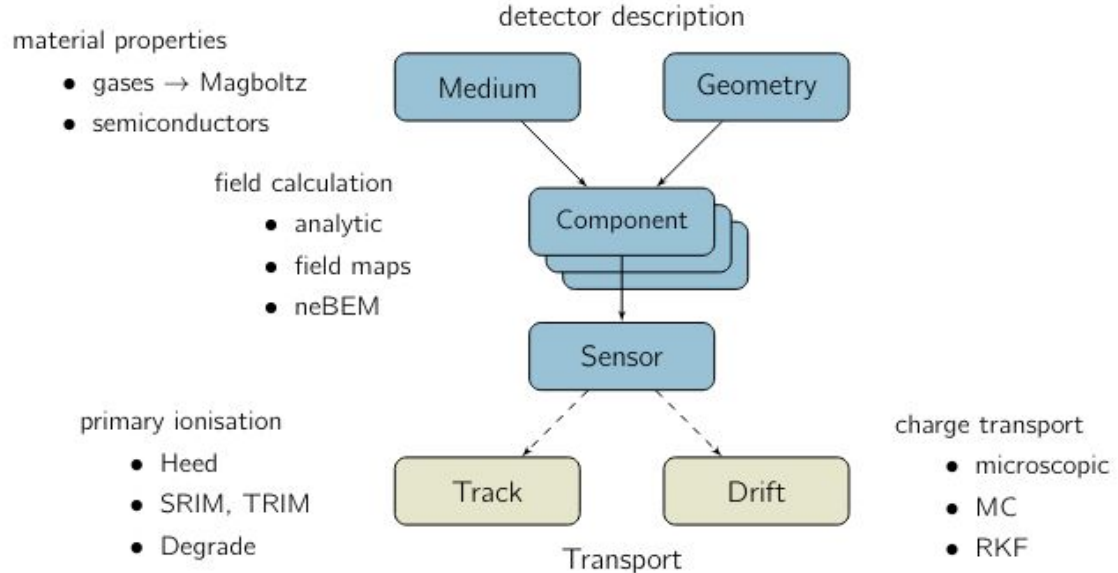 detector description
material properties
• gases → Magboltz
• semiconductors
Medium
Geometry
field calculation
• analytic
• field maps
• neBEM
Component
Sensor
primary ionisation
• Heed
• SRIM, TRIM
• Degrade
Track
Drift
Transport
charge transport
• microscopic
• MC
• RKF